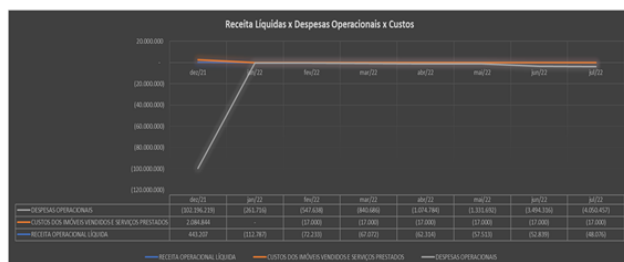 Receita Líquidas x Despesas Operacionais x Custos
20.000.000
-
(20.000.000)
(40.000.000)
(60.000.000)
(80.000.000)
(100.000.000)
(120.000.000)
dez/21 jan/22 fev/22 mar/22 abr/22 mai/22 jun/22 jul/22
dez/21 jan/22 fev/22 mar/22 abr/22 mai/22 jun/22 jul/22
DESPESAS OPERACIONAIS (102.196.219) (261.716) (547.638) (840.686) (1.074.784) (1.331.692) (3.494.336) (4.050.457)
CUSTOS DOS IMÓVEIS VENDIDOS E SERVIÇOS PRESTADOS 2.084.844 - (17.000) (17.000) (17.000) (17.000) (17.000) (17.000)
RECEITA OPERACIONAL LÍQUIDA 443.207 (112.787) (72.233) (67.072) (62.314) (57.513) (52.839) (48.076)
RECEITA OPERACIONAL LÍQUIDA CUSTOS DOS IMÓVEIS VENDIDOS E SERVIÇOS PRESTADOS DESPESAS OPERACIONAIS